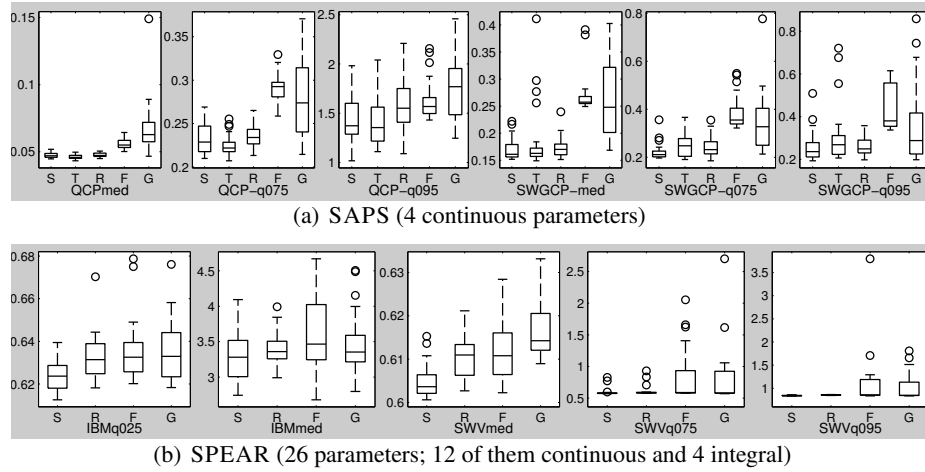 0.15
0.1
0.05
S T R F G
QCPmed
0.35
0.3
0.25
0.2
S T R F G
QCP-q075
2.5
2
1.5
1
S T R F G
QCP-q095
0.4
0.35
0.3
0.25
0.2
0.15
S T R F G
SWGCP-med
0.8
0.6
0.4
0.2
S T R F G
SWGCP-q075
0.8
0.6
0.4
0.2
S T R F G
SWGCP-q095
(a) SAPS (4 continuous parameters)
0.68
0.66
0.64
0.62
S R F G
IBMq025
4.5
4
3.5
3
S R F G
IBMmed
0.63
0.62
0.61
0.6
S R F G
SWVmed
2.5
2
1.5
1
0.5
S R F G
SWVq075
3.5
3
2.5
2
1.5
1
S R F G
SWVq095
(b) SPEAR (26 parameters; 12 of them continuous and 4 integral)